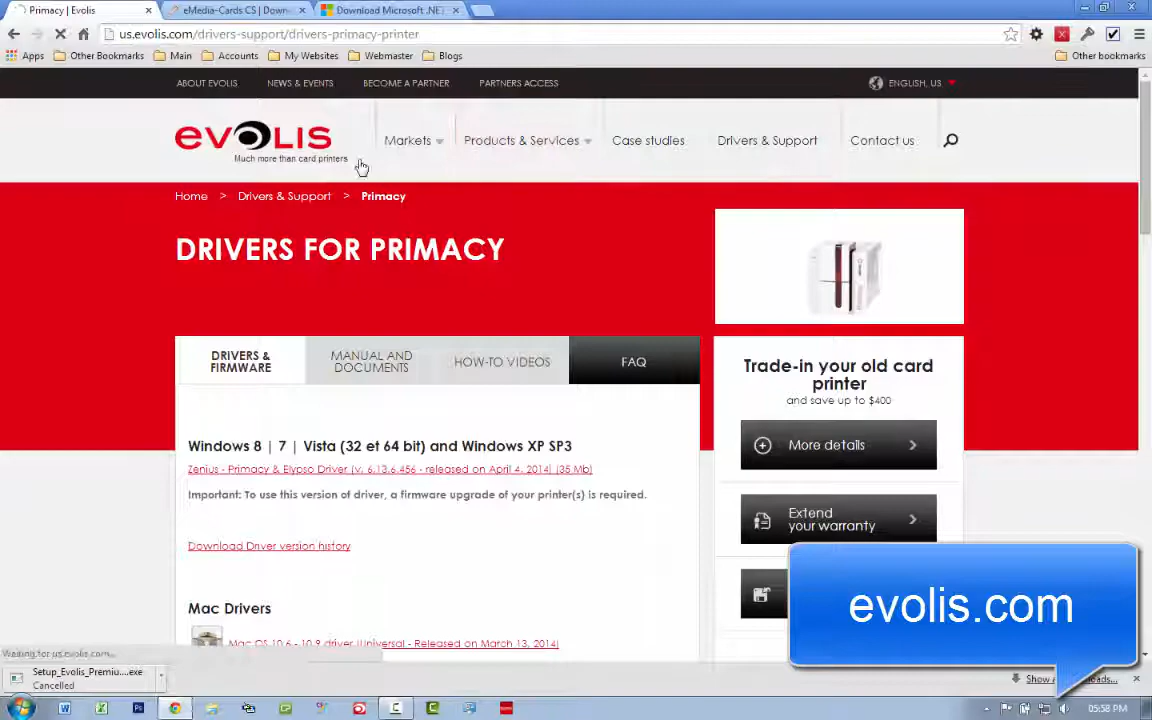 Primacy | Evolis
eMedia-Cards CS | Down
Download Microsoft .NE
us.evolis.com/drivers-support/drivers-primacy-printer
Apps
Other Bookmarks
Main
Accounts
My Websites
Webmaster
Blogs
Other bookmarks
ABOUT EVOLIS
NEWS & EVENTS
BECOME A PARTNER
PARTNERS ACCESS
ENGLISH, US
evolis
Much more than card printers
Markets
Products & Services
Case studies
Drivers & Support
Contact us
Home > Drivers & Support > Primacy
DRIVERS FOR PRIMACY
DRIVERS &
FIRMWARE
MANUAL AND
DOCUMENTS
HOW-TO VIDEOS
FAQ
Windows 8 | 7 | Vista (32 et 64 bit) and Windows XP SP3
Zenius - Primacy & Elypso Driver (v. 6.13.6.456 - released on April 4, 2014) (35 Mb)
Important: To use this version of driver, a firmware upgrade of your printer(s) is required.
Download Driver version history
Mac Drivers
Mac OS 10.6 - 10.9 driver (Universal - Released on March 13, 2014)
Trade-in your old card
printer
and save up to $400
More details
Extend
your warranty
evolis.com
Waiting for us.evolis.com...
Setup_Evolis_Premiu....exe
Cancelled
Show
05:58 PM